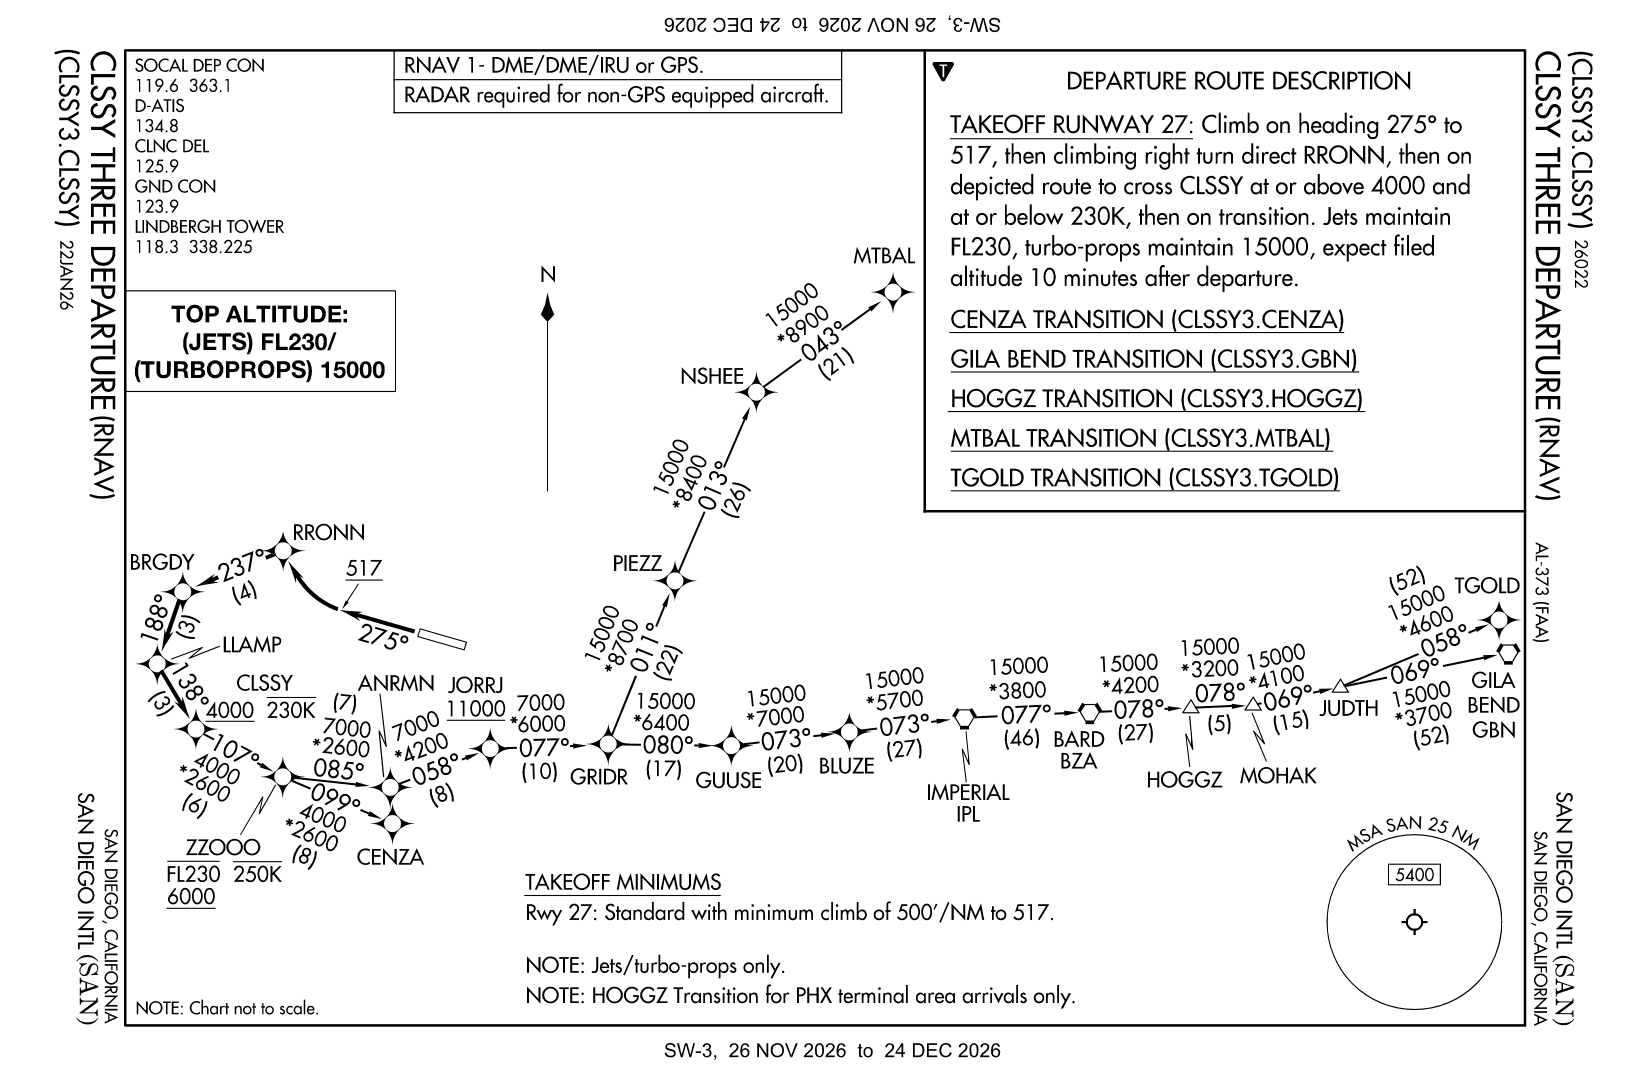 SW-3, 26 NOV 2026 to 24 DEC 2026
CLSSY THREE DEPARTURE (RNAV)
(CLSSY3.CLSSY) 22JAN26
SAN DIEGO INTL (SAN)
SAN DIEGO, CALIFORNIA
SOCAL DEP CON
119.6 363.1
D-ATIS
134.8
CLNC DEL
125.9
GND CON
123.9
LINDBERGH TOWER
118.3 338.225
RNAV 1- DME/DME/IRU or GPS.
RADAR required for non-GPS equipped aircraft.
TOP ALTITUDE:
(JETS) FL230/
(TURBOPROPS) 15000
T
DEPARTURE ROUTE DESCRIPTION
TAKEOFF RUNWAY 27: Climb on heading 275° to
517, then climbing right turn direct RRONN, then on
depicted route to cross CLSSY at or above 4000 and
at or below 230K, then on transition. Jets maintain
FL230, turbo-props maintain 15000, expect filed
altitude 10 minutes after departure.
CENZA TRANSITION (CLSSY3.CENZA)
GILA BEND TRANSITION (CLSSY3.GBN)
HOGGZ TRANSITION (CLSSY3.HOGGZ)
MTBAL TRANSITION (CLSSY3.MTBAL)
TGOLD TRANSITION (CLSSY3.TGOLD)
N
MTBAL
15000
*8900
043°
(21)
NSHEE
15000
*8400
013°
(26)
PIEZZ
15000
*8700
011°
(22)
RRONN
BRGDY
237°
(4)
517
275°
188°
(3)
LLAMP
138°
(3)
CLSSY
4000 230K
107°
4000
*2600
(6)
ZZOOO
FL230 250K
6000
(7)
7000
*2600
085°
099°
4000
*2600
(8)
CENZA
ANRMN
7000
*4200
058°
(8)
JORRJ
11000
7000
*6000
077°
(10)
GRIDR
15000
*6400
080°
(17)
GUUSE
15000
*7000
073°
(20)
BLUZE
15000
*5700
073°
(27)
IMPERIAL
IPL
15000
*3800
077°
(46)
BARD
BZA
15000
*4200
078°
(27)
HOGGZ
15000
*3200
078°
(5)
MOHAK
15000
*4100
069°
(15)
JUDTH
(52)
15000
*4600
058°
TGOLD
069°
15000
*3700
(52)
GILA
BEND
GBN
TAKEOFF MINIMUMS
Rwy 27: Standard with minimum climb of 500'/NM to 517.
NOTE: Jets/turbo-props only.
NOTE: HOGGZ Transition for PHX terminal area arrivals only.
NOTE: Chart not to scale.
MSA SAN 25 NM
5400
(CLSSY3.CLSSY) 26022
CLSSY THREE DEPARTURE (RNAV)
AL-373 (FAA)
SAN DIEGO INTL (SAN)
SAN DIEGO, CALIFORNIA
SW-3, 26 NOV 2026 to 24 DEC 2026